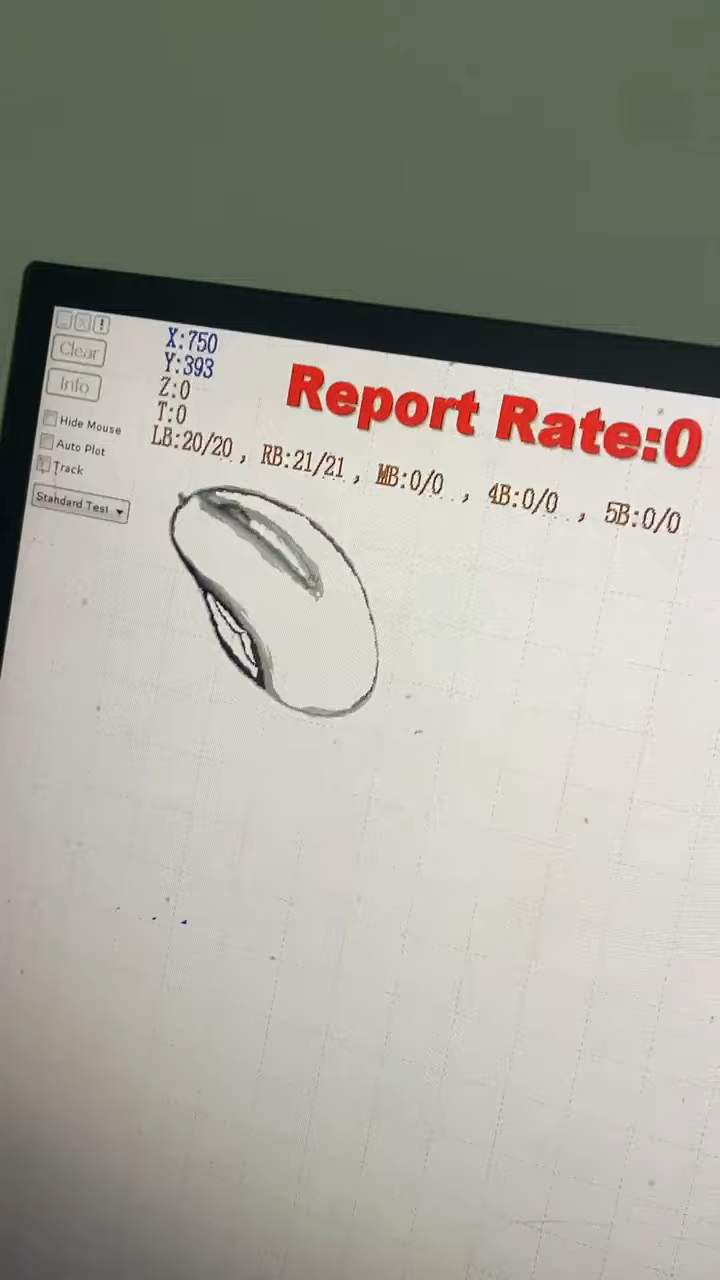 !
Clear
Info
Hide Mouse
Auto Plot
Track
Standard Test
X:750
Y:393
Z:0
T:0
Report Rate:0
LB:20/20 , RB:21/21 , MB:0/0 , 4B:0/0 , 5B:0/0